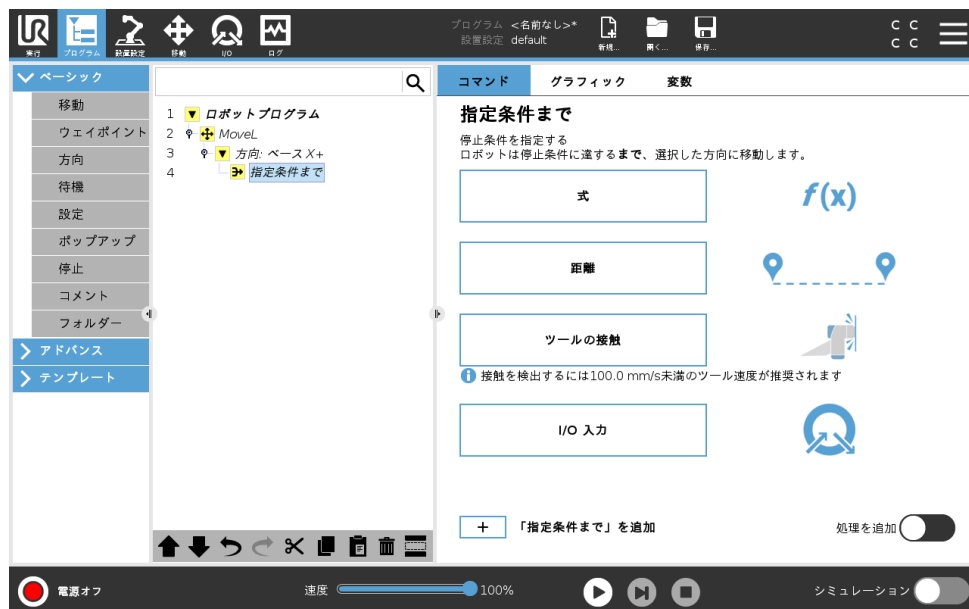 UR
実行
プログラム
設置設定
移動
I/O
ログ
プログラム <名前なし>*
設置設定 default
新規...
開く...
保存...
C C
C C
ベーシック
移動
ウェイポイント
方向
待機
設定
ポップアップ
停止
コメント
フォルダー
アドバンス
テンプレート
1 ロボットプログラム
2 MoveL
3 方向: ベース X+
4 指定条件まで
コマンド グラフィック 変数
指定条件まで
停止条件を指定する
ロボットは停止条件に達するまで、選択した方向に移動します。
式
f(x)
距離
ツールの接触
接触を検出するには100.0 mm/s未満のツール速度が推奨されます
I/O 入力
+ 「指定条件まで」を追加
処理を追加
電源オフ
速度 100%
シミュレーション